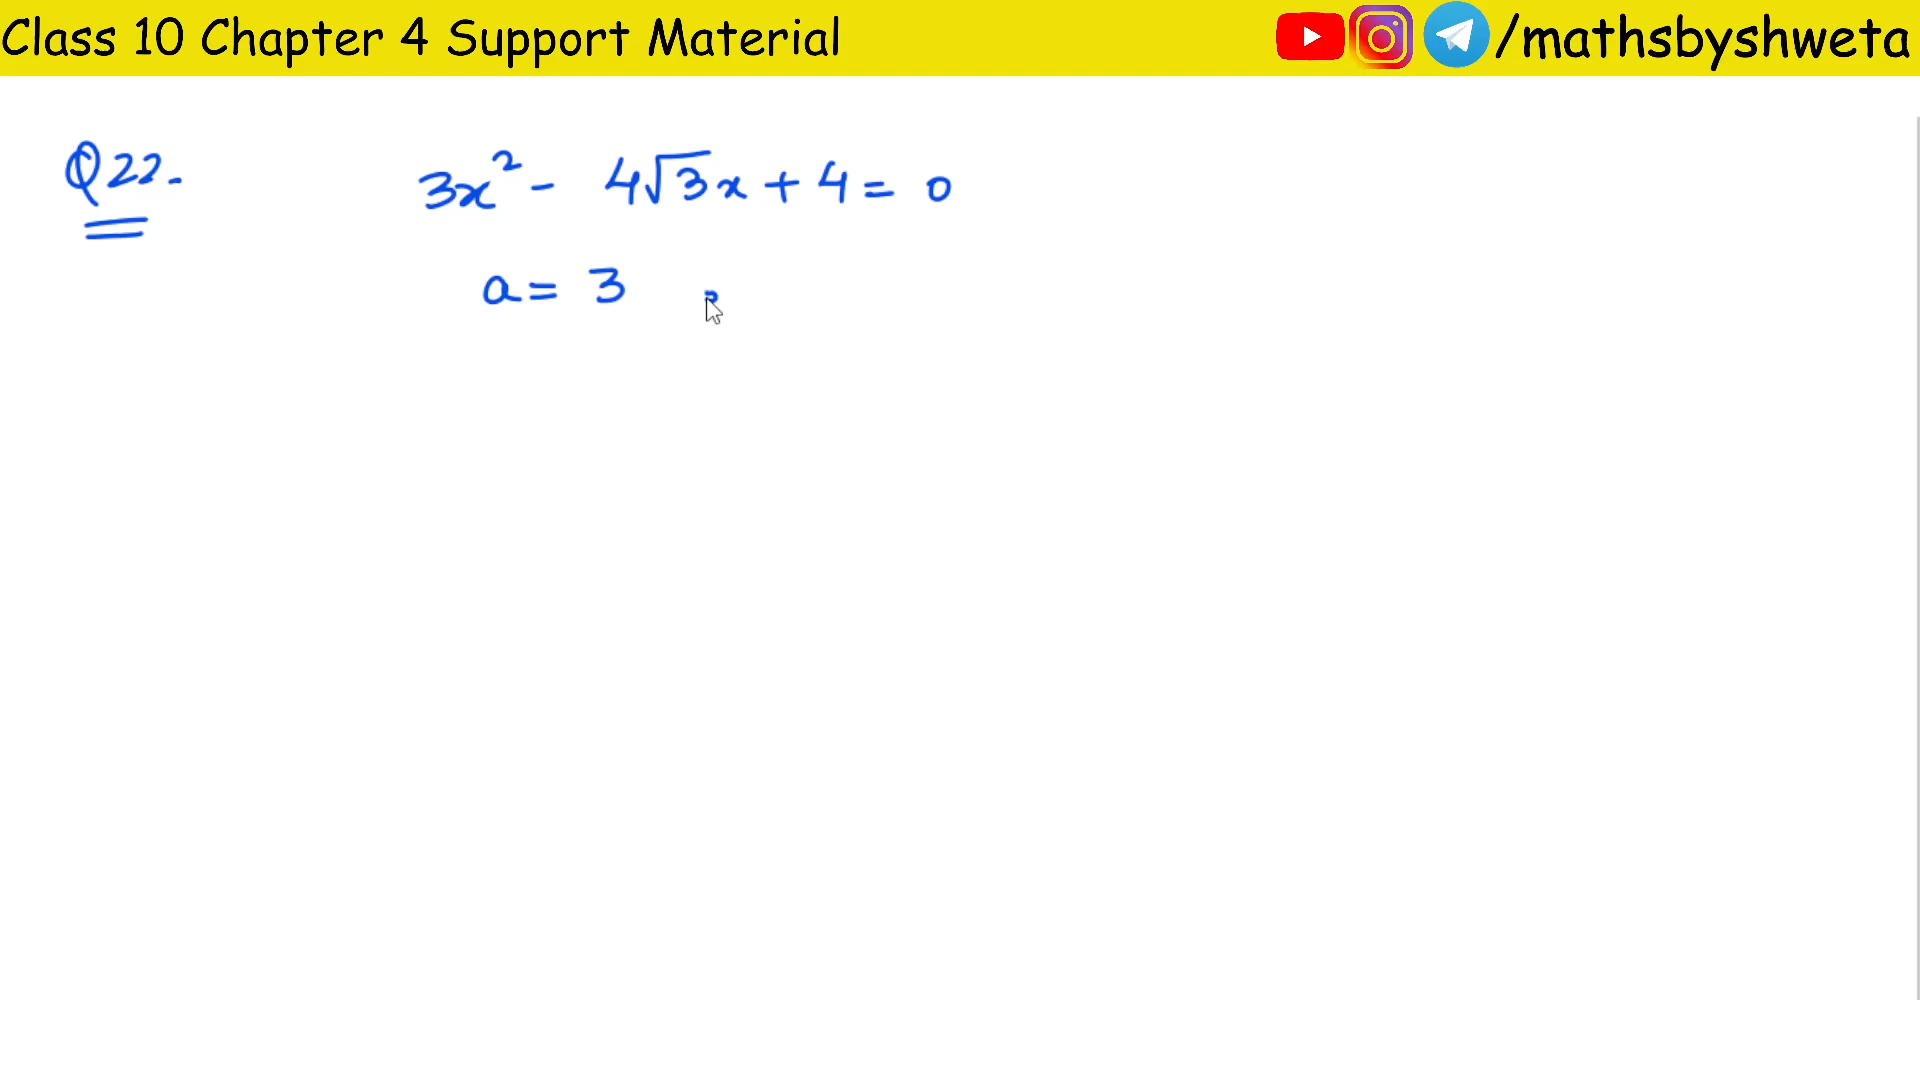 Class 10 Chapter 4 Support Material
/mathsbyshweta
Q22.
3x² - 4√3x + 4 = 0
a = 3 ,